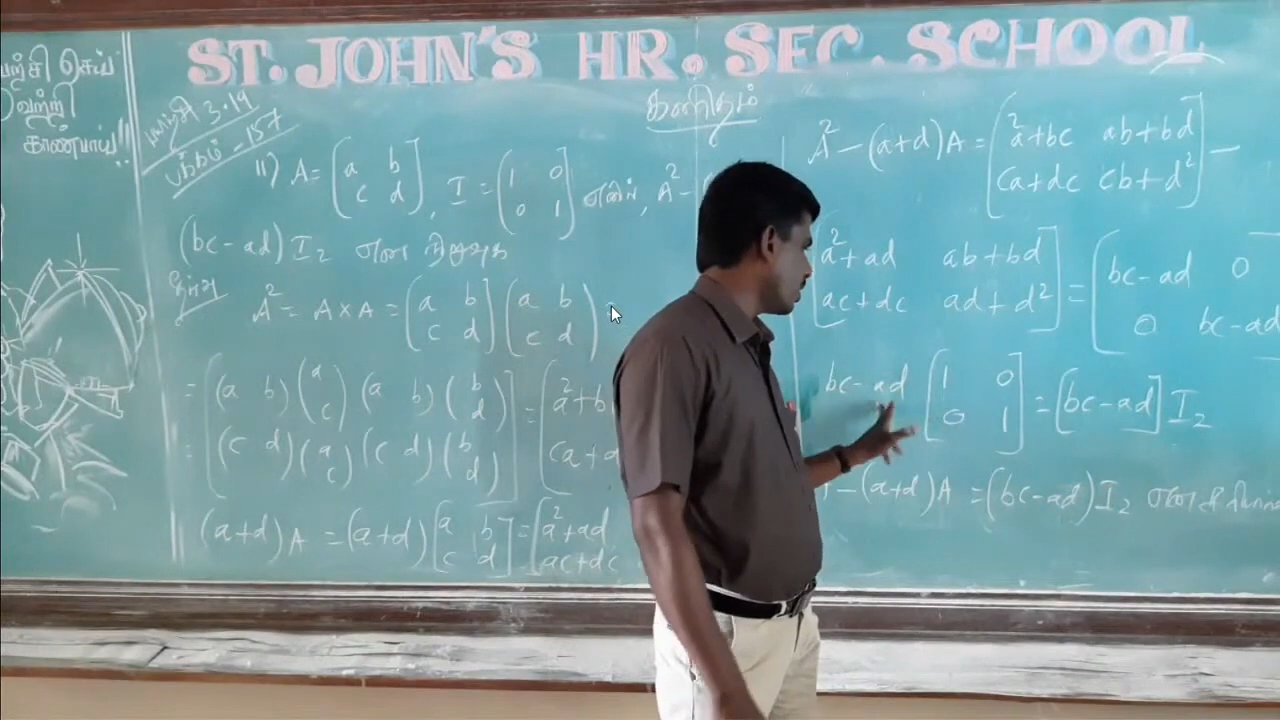 ST. JOHN'S HR. SEC. SCHOOL
முயற்சி செய்
வெற்றி
காண்பாய்!!
பயிற்சி 3.19
பக்கம் - 157
கணிதம்
11) A = [a b
c d], I = [1 0
0 1] எனில், A² -
(bc - ad) I₂ என நிறுவுக
தீர்வு
A² = A × A = [a b
c d] (a b
c d)
= [(a b)(a
c) (a b)(b
d)
= (c d)(a
c) (c d)(b
d)] = [a² + b
ca + d
(a + d) A = (a + d) [a b
c d] = [a² + ad
ac + dc
A² - (a + d) A = [a² + bc ab + bd
ca + dc cb + d²] -
[a² + ad ab + bd
ac + dc ad + d²] = [bc - ad 0
0 bc - ad
bc - ad [1 0
0 1] = [bc - ad] I₂
- (a + d) A = (bc - ad) I₂